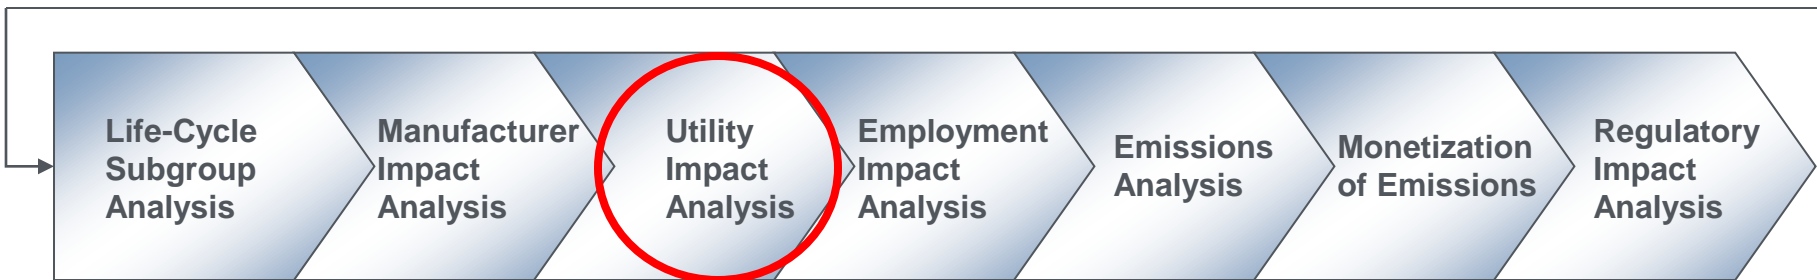 Life-Cycle
Subgroup
Analysis
Manufacturer
Impact
Analysis
Utility
Impact
Analysis
Employment
Impact
Analysis
Emissions
Analysis
Monetization
of Emissions
Regulatory
Impact
Analysis